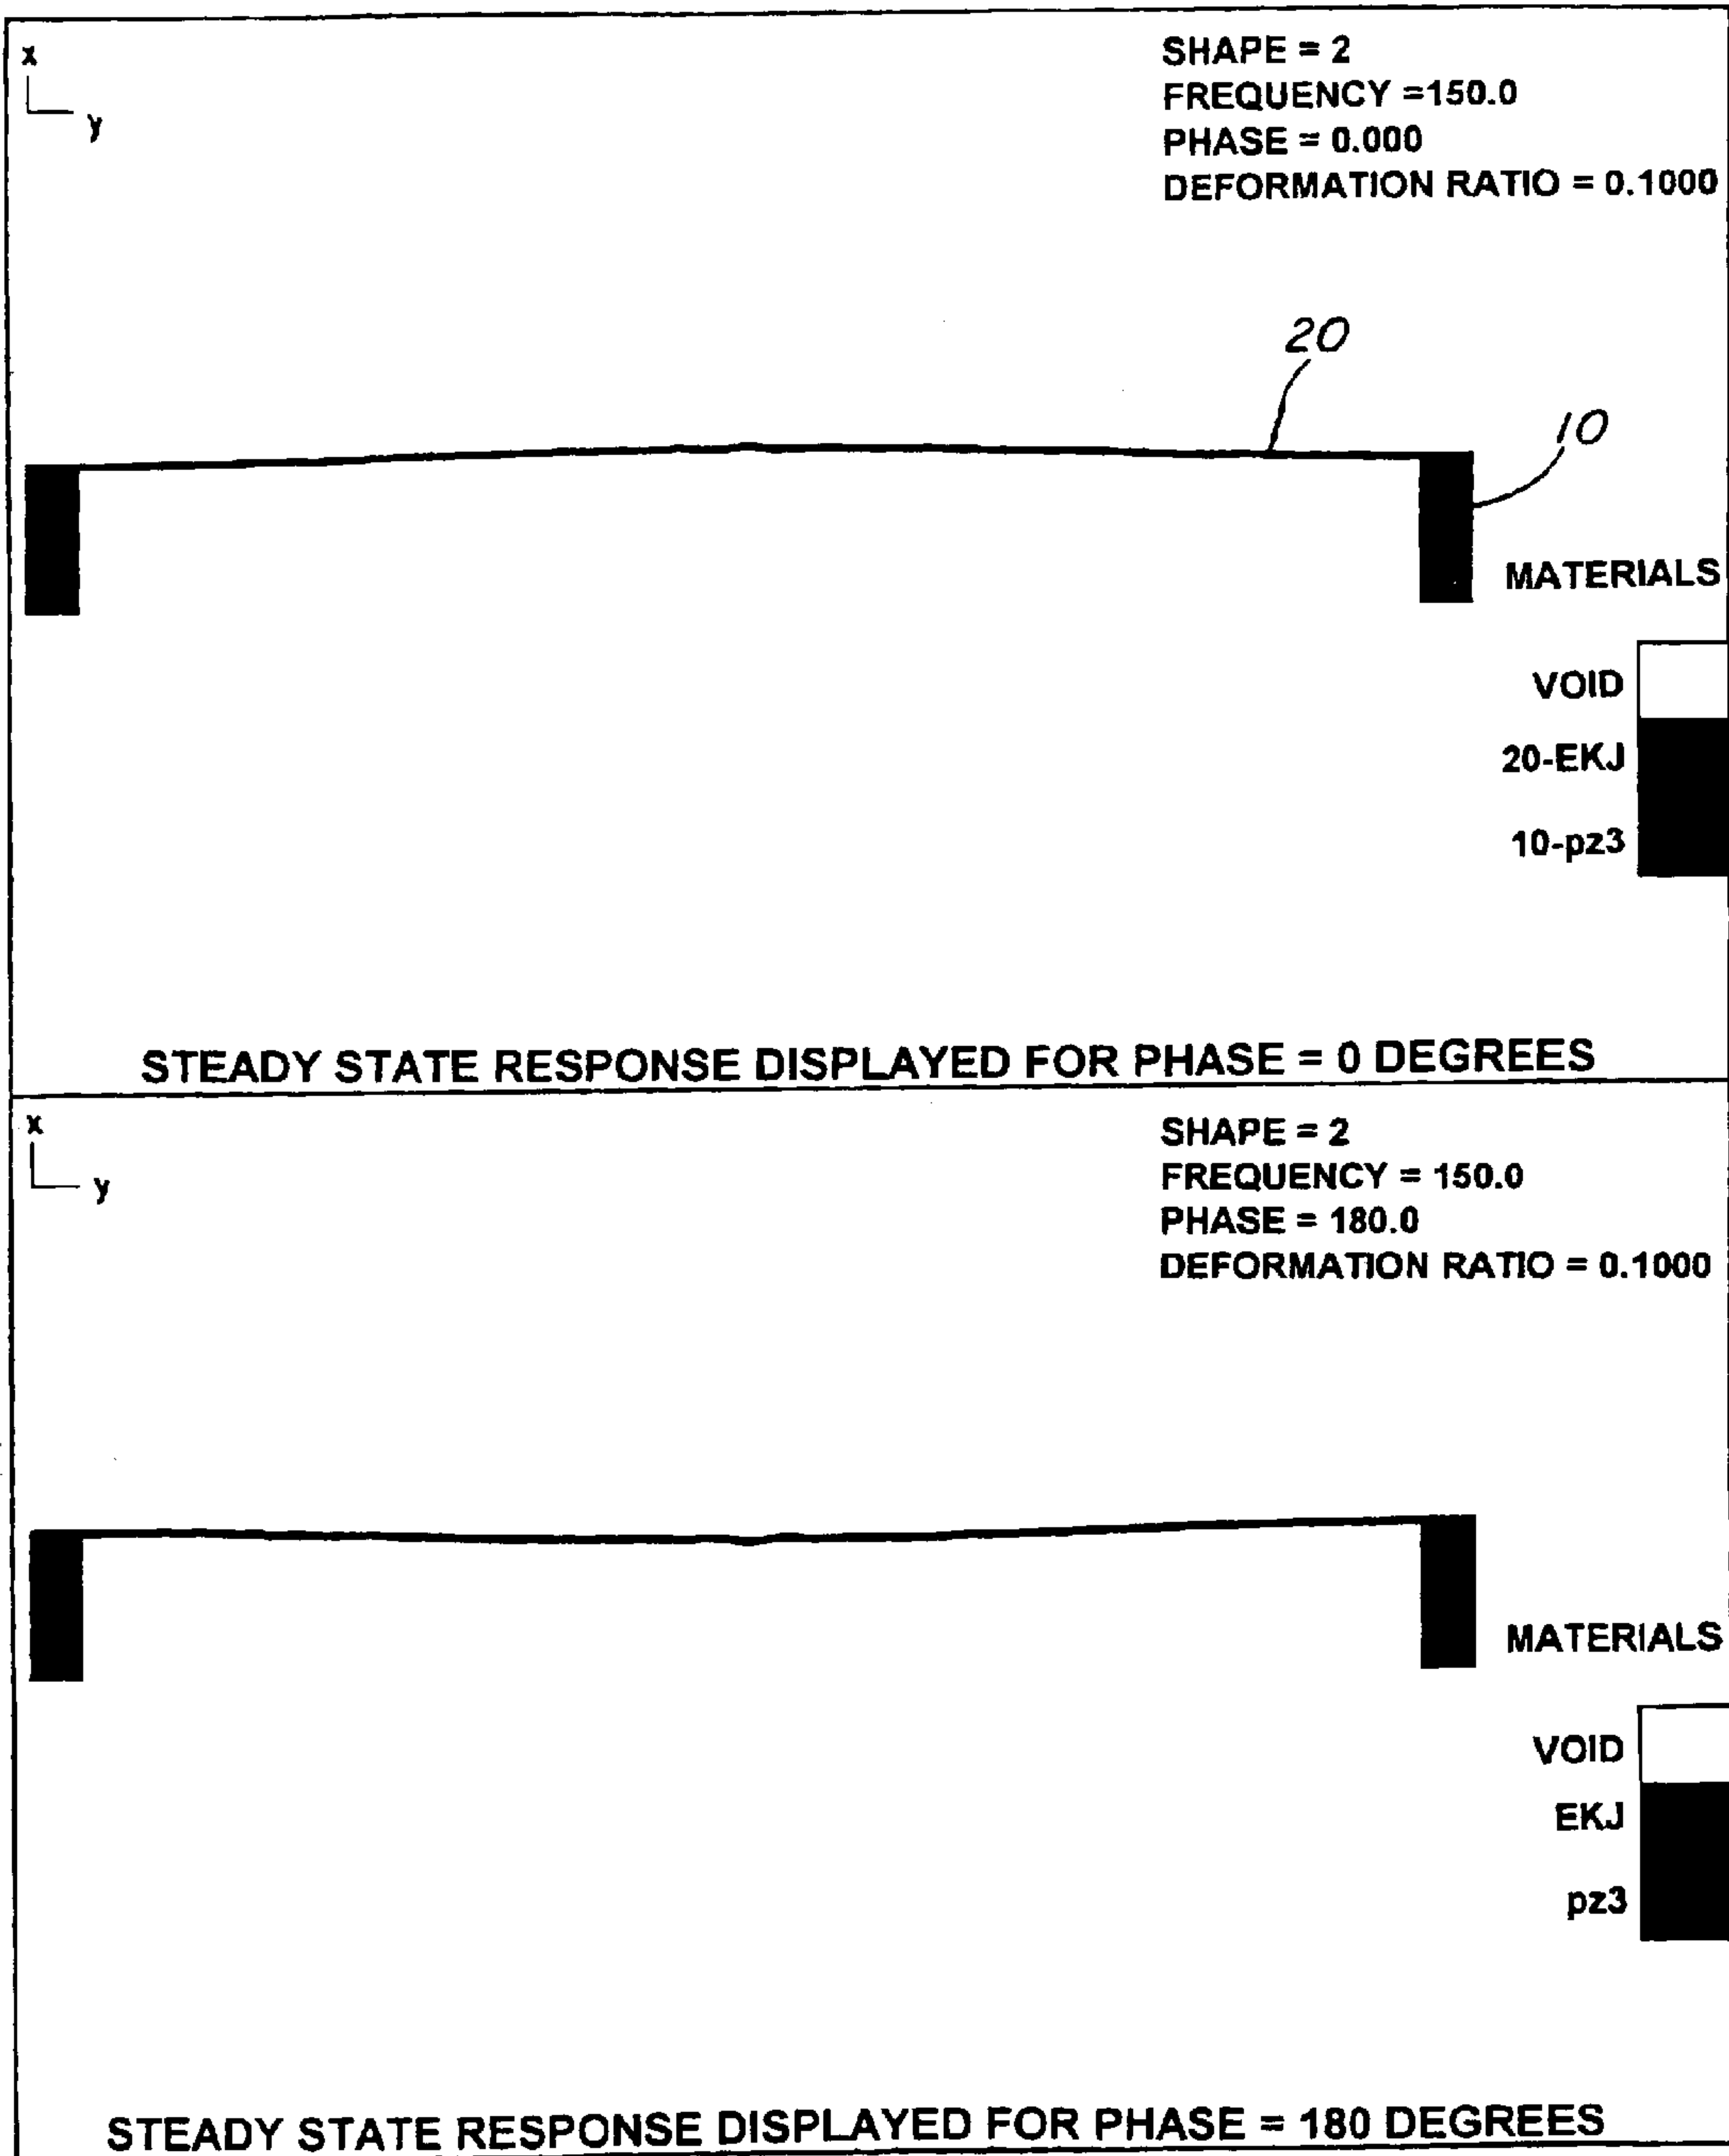 x
y
SHAPE = 2
FREQUENCY =150.0
PHASE = 0.000
DEFORMATION RATIO = 0.1000
20
10
MATERIALS
VOID
20-EKJ
10-pz3
STEADY STATE RESPONSE DISPLAYED FOR PHASE = 0 DEGREES
x
y
SHAPE = 2
FREQUENCY = 150.0
PHASE = 180.0
DEFORMATION RATIO = 0.1000
MATERIALS
VOID
EKJ
pz3
STEADY STATE RESPONSE DISPLAYED FOR PHASE = 180 DEGREES